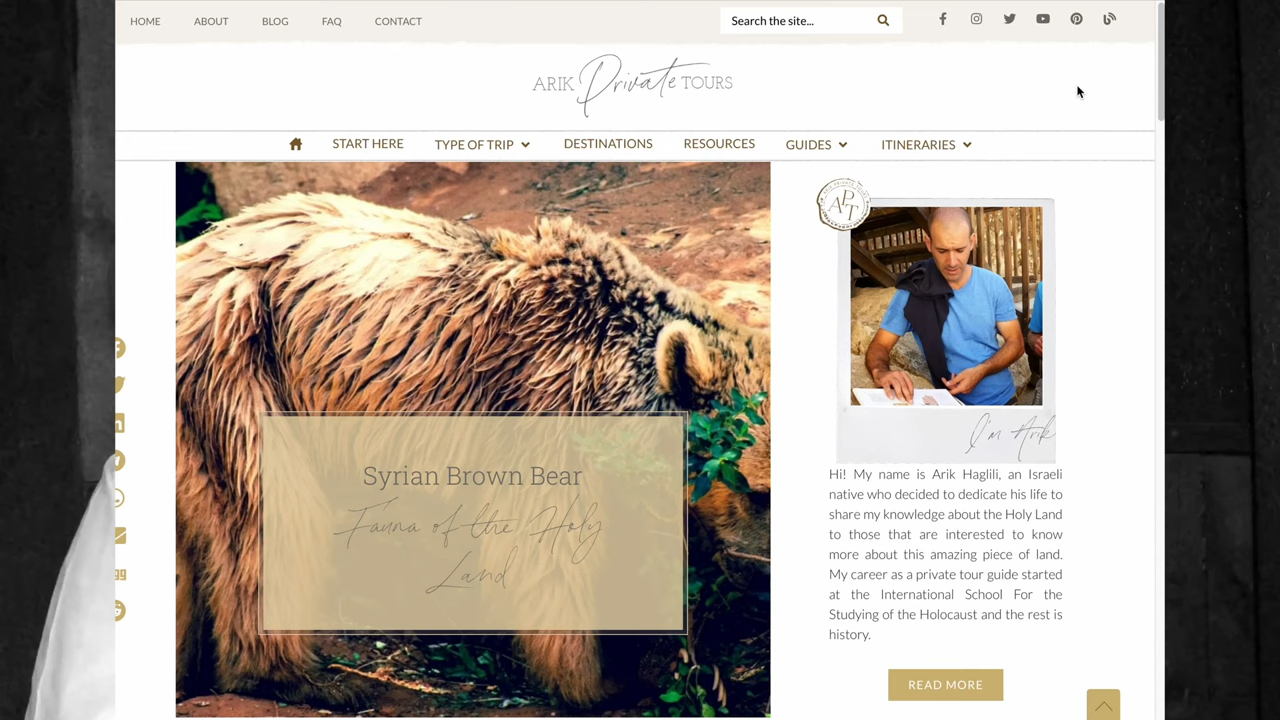 HOME ABOUT BLOG FAQ CONTACT Search the site...
ARIK Private TOURS
START HERE TYPE OF TRIP DESTINATIONS RESOURCES GUIDES ITINERARIES
APT
Syrian Brown Bear
Fauna of the Holy
Land
I'm Arik
Hi! My name is Arik Haglili, an Israeli
native who decided to dedicate his life to
share my knowledge about the Holy Land
to those that are interested to know
more about this amazing piece of land.
My career as a private tour guide started
at the International School For the
Studying of the Holocaust and the rest is
history.
READ MORE